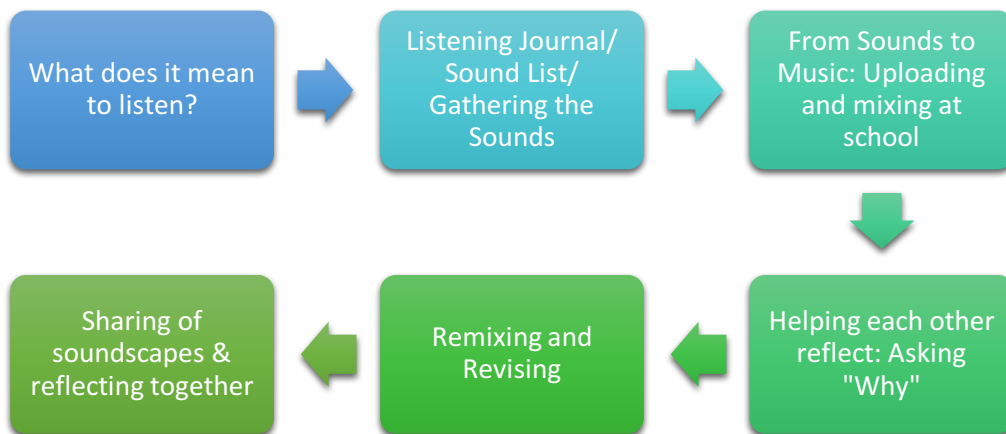 What does it mean
to listen?
Listening Journal/
Sound List/
Gathering the
Sounds
From Sounds to
Music: Uploading
and mixing at
school
Helping each other
reflect: Asking
"Why"
Remixing and
Revising
Sharing of
soundscapes &
reflecting together